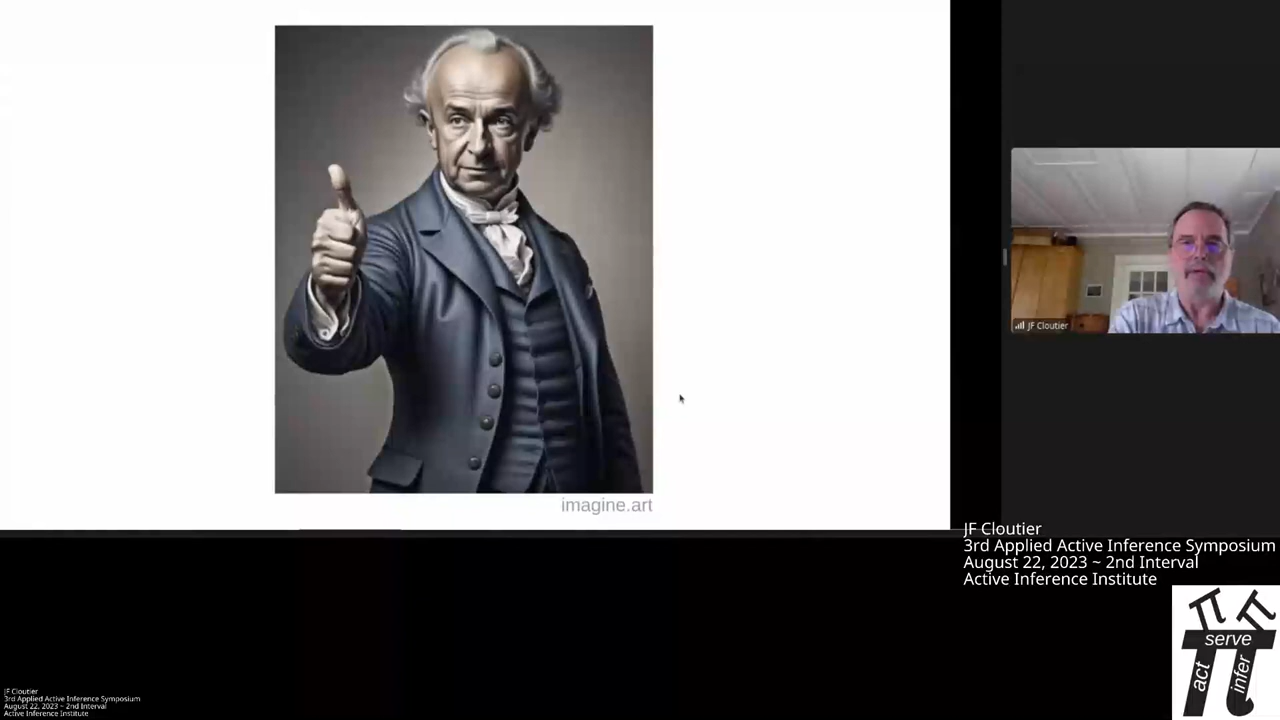 imagine.art
JF Cloutier
JF Cloutier
3rd Applied Active Inference Symposium
August 22, 2023 ~ 2nd Interval
Active Inference Institute
serve
act
infer
JF Cloutier
3rd Applied Active Inference Symposium
August 22, 2023 ~ 2nd Interval
Active Inference Institute